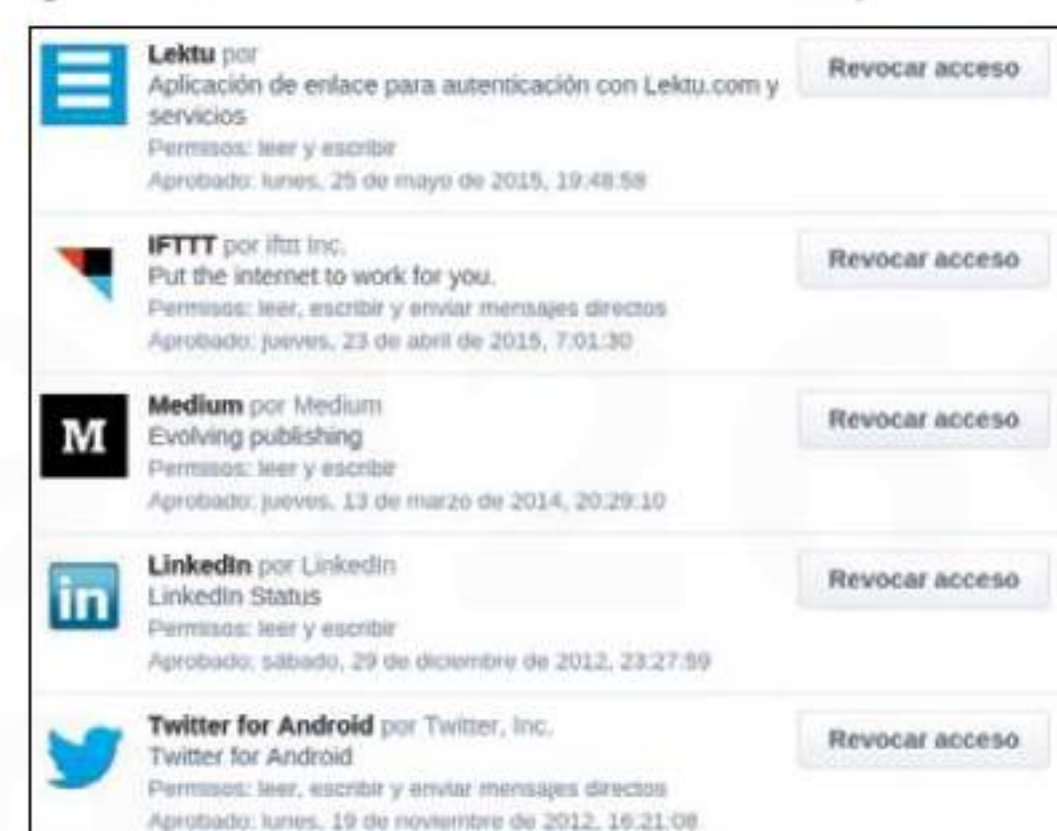 Lektu por
Aplicación de enlace para autenticación con Lektu.com y
servicios
Permisos: leer y escribir
Aprobado: lunes, 25 de mayo de 2015, 19:48:58
Revocar acceso
IFTTT por ifttt Inc.
Put the internet to work for you.
Permisos: leer, escribir y enviar mensajes directos
Aprobado: jueves, 23 de abril de 2015, 7:01:30
Revocar acceso
M
Medium por Medium
Evolving publishing
Permisos: leer y escribir
Aprobado: jueves, 13 de marzo de 2014, 20:29:10
Revocar acceso
in
LinkedIn por LinkedIn
LinkedIn Status
Permisos: leer y escribir
Aprobado: sábado, 29 de diciembre de 2012, 23:27:59
Revocar acceso
Twitter for Android por Twitter, Inc.
Twitter for Android
Permisos: leer, escribir y enviar mensajes directos
Aprobado: lunes, 19 de noviembre de 2012, 16:21:08
Revocar acceso